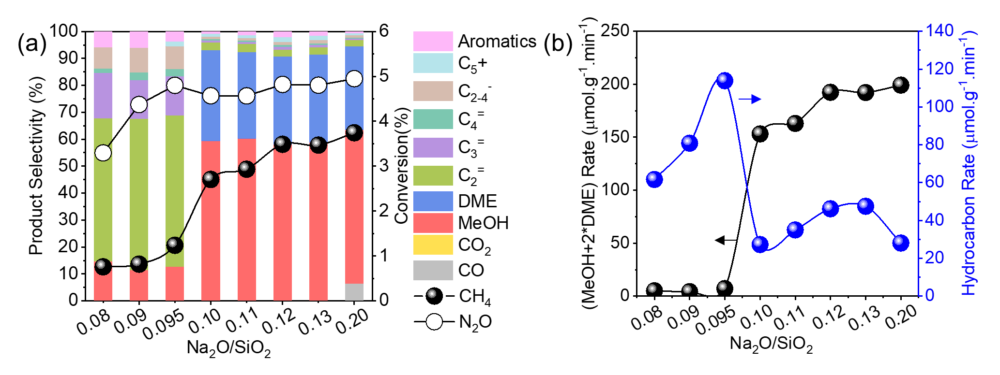 (a)
Product Selectivity (%)
100
90
80
70
60
50
40
30
20
10
0
0.08
0.09
0.095
0.10
0.11
0.12
0.13
0.20
Na₂O/SiO₂
6
5
4
3
2
1
0
Conversion(%)
Aromatics
C₅+
C₂₋₄⁻
C₄⁼
C₃⁼
C₂⁼
DME
MeOH
CO₂
CO
CH₄
N₂O
(b)
(MeOH+2*DME) Rate (μmol.g⁻¹.min⁻¹)
250
200
150
100
50
0
0.08
0.09
0.095
0.10
0.11
0.12
0.13
0.20
Na₂O/SiO₂
140
120
100
80
60
40
20
0
Hydrocarbon Rate (μmol.g⁻¹.min⁻¹)